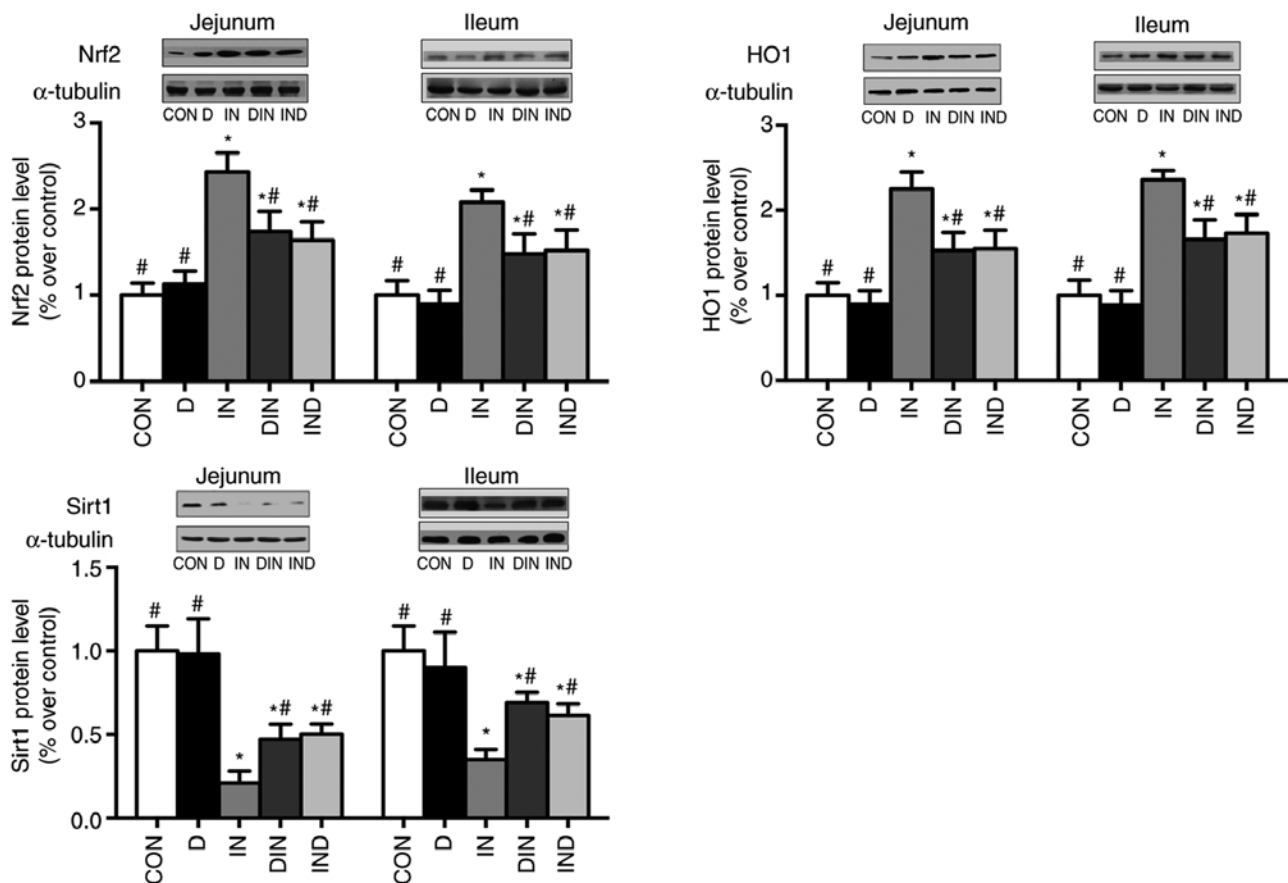 Jejunum
Ileum
Nrf2
α-tubulin
CON D IN DIN IND
CON D IN DIN IND
Nrf2 protein level
(% over control)
3
2
1
0
# # * *# *#
# # * *# *#
CON D IN DIN IND
CON D IN DIN IND
Jejunum
Ileum
HO1
α-tubulin
CON D IN DIN IND
CON D IN DIN IND
HO1 protein level
(% over control)
3
2
1
0
# # * *# *#
# # * *# *#
CON D IN DIN IND
CON D IN DIN IND
Jejunum
Ileum
Sirt1
α-tubulin
CON D IN DIN IND
CON D IN DIN IND
Sirt1 protein level
(% over control)
1.5
1.0
0.5
0.0
# # * *# *#
# # * *# *#
CON D IN DIN IND
CON D IN DIN IND